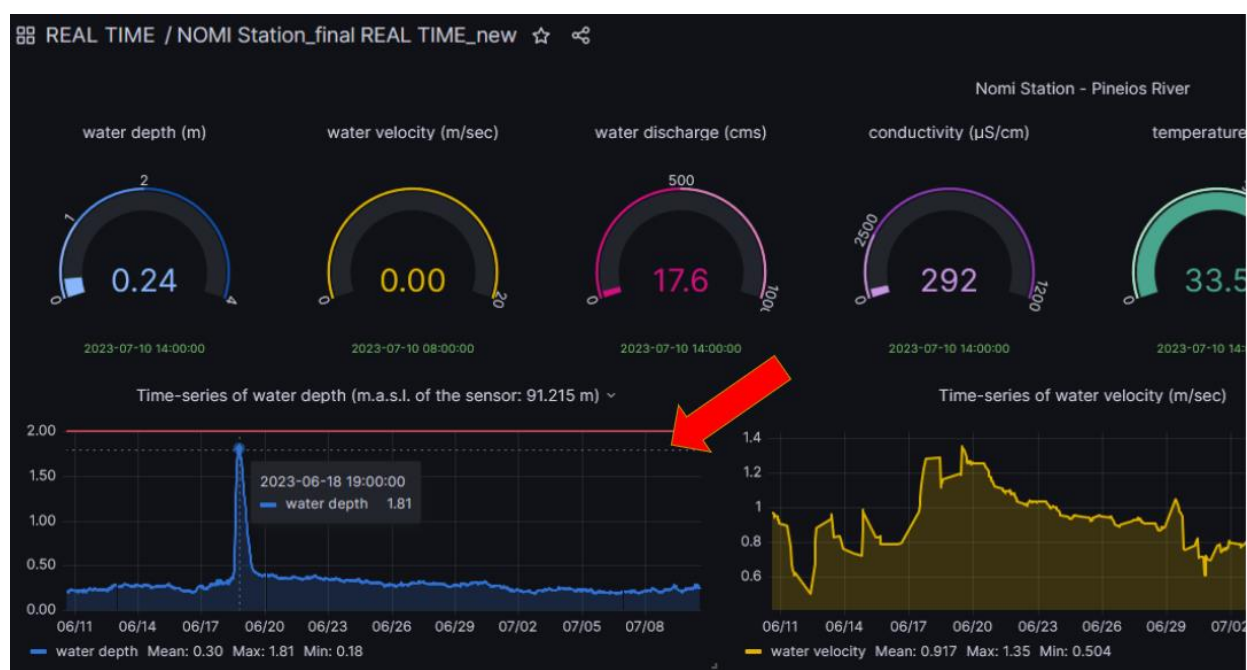 REAL TIME / NOMI Station_final REAL TIME_new
Nomi Station - Pineios River
water depth (m)
water velocity (m/sec)
water discharge (cms)
conductivity (µS/cm)
temperature
0
1
2
4
0.24
0
20
0.00
0
500
17.6
0
2500
292
0
33.5
2023-07-10 14:00:00
2023-07-10 08:00:00
2023-07-10 14:00:00
2023-07-10 14:00:00
2023-07-10 14:
Time-series of water depth (m.a.s.l. of the sensor: 91.215 m)
2.00
1.50
1.00
0.50
0.00
2023-06-18 19:00:00
water depth 1.81
06/11 06/14 06/17 06/20 06/23 06/26 06/29 07/02 07/05 07/08
water depth Mean: 0.30 Max: 1.81 Min: 0.18
Time-series of water velocity (m/sec)
1.4
1.2
1
0.8
0.6
06/11 06/14 06/17 06/20 06/23 06/26 06/29 07/02
water velocity Mean: 0.917 Max: 1.35 Min: 0.504